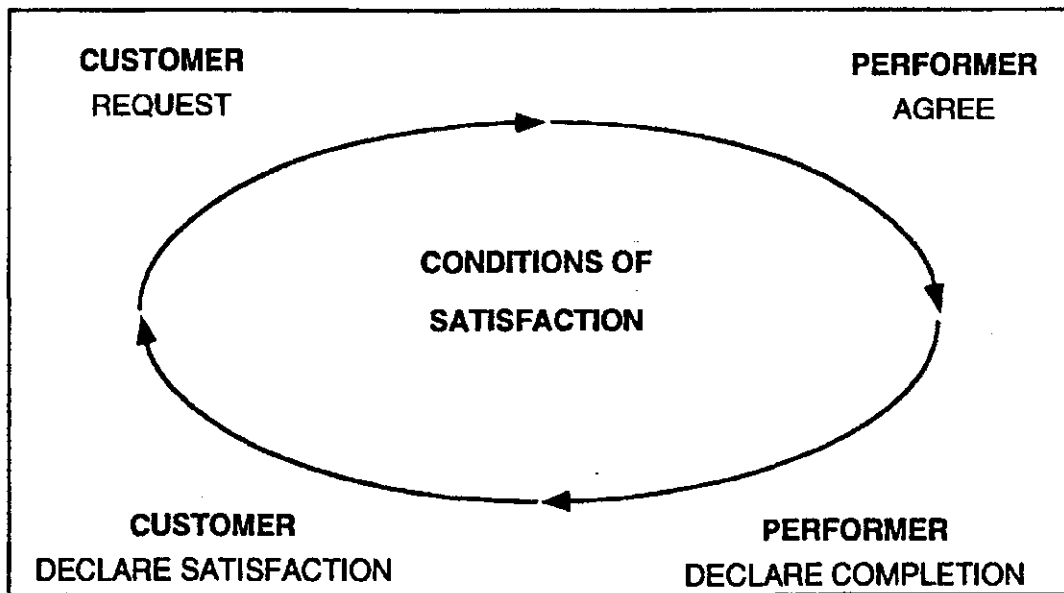 CUSTOMER
REQUEST
PERFORMER
AGREE
CONDITIONS OF
SATISFACTION
CUSTOMER
DECLARE SATISFACTION
PERFORMER
DECLARE COMPLETION